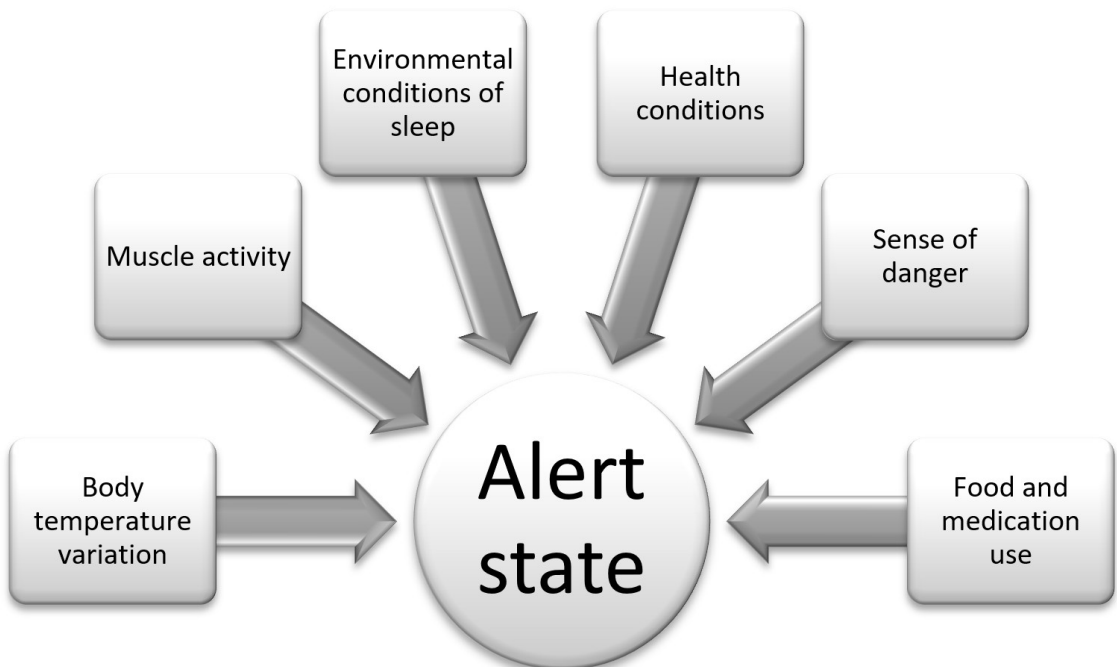 Environmental
conditions of
sleep
Health
conditions
Muscle activity
Sense of
danger
Body
temperature
variation
Alert
state
Food and
medication
use